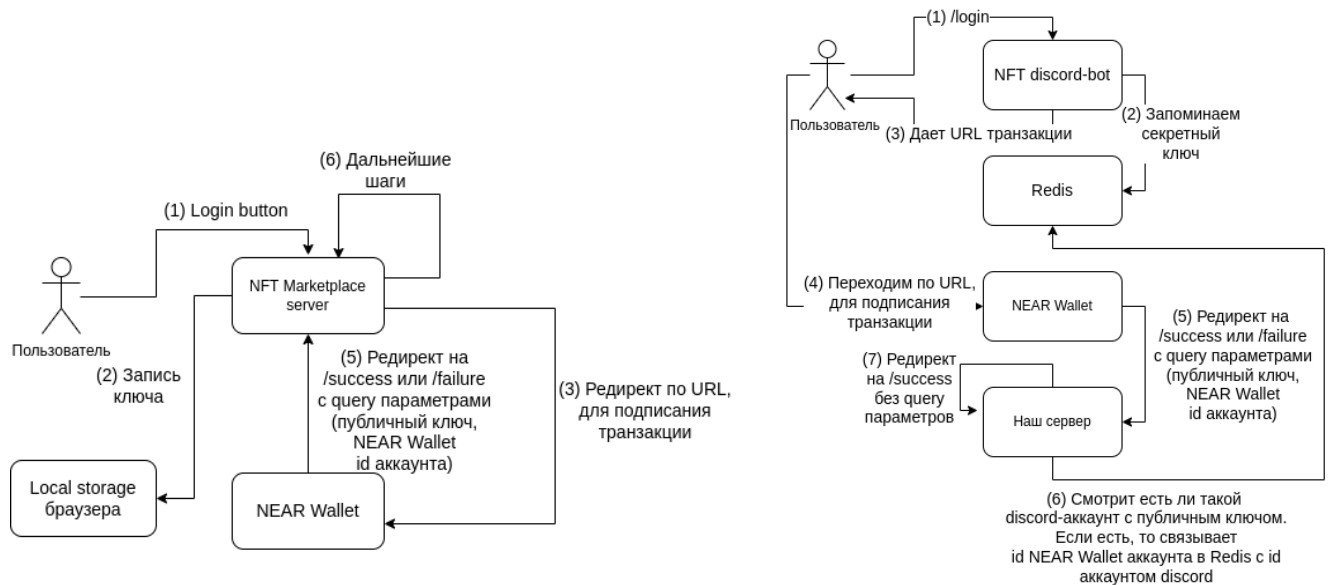 (6) Дальнейшие
шаги
(1) Login button
NFT Marketplace
server
Пользователь
(2) Запись
ключа
(5) Редирект на
/success или /failure
с query параметрами
(публичный ключ,
NEAR Wallet
id аккаунта)
(3) Редирект по URL,
для подписания
транзакции
Local storage
браузера
NEAR Wallet
(1) /login
NFT discord-bot
Пользователь
(3) Дает URL транзакции
(2) Запоминаем
секретный
ключ
Redis
(4) Переходим по URL,
для подписания
транзакции
NEAR Wallet
(5) Редирект на
/success или /failure
с query параметрами
(публичный ключ,
NEAR Wallet
id аккаунта)
(7) Редирект
на /success
без query
параметров
Наш сервер
(6) Смотрит есть ли такой
discord-аккаунт с публичным ключом.
Если есть, то связывает
id NEAR Wallet аккаунта в Redis с id
аккаунтом discord